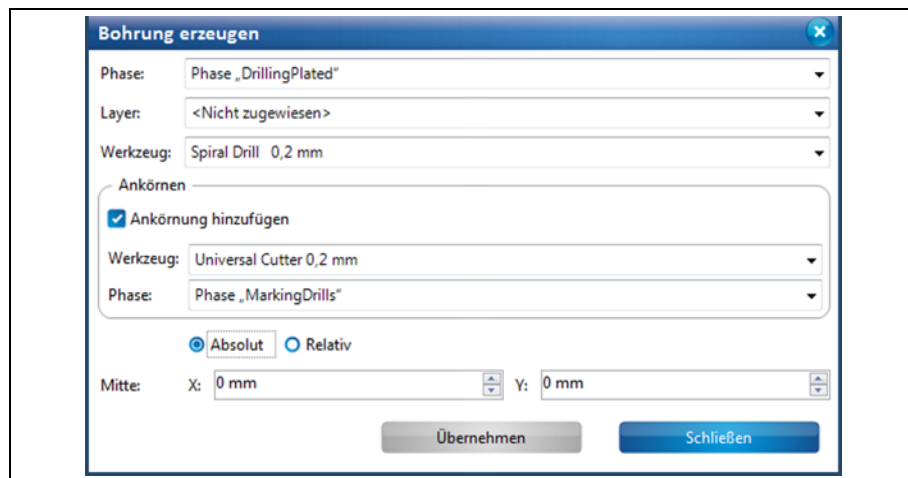 Bohrung erzeugen
Phase: Phase „DrillingPlated“
Layer: <Nicht zugewiesen>
Werkzeug: Spiral Drill 0,2 mm
Ankörnen
Ankörnung hinzufügen
Werkzeug: Universal Cutter 0,2 mm
Phase: Phase „MarkingDrills“
Absolut Relativ
Mitte: X: 0 mm Y: 0 mm
Übernehmen Schließen